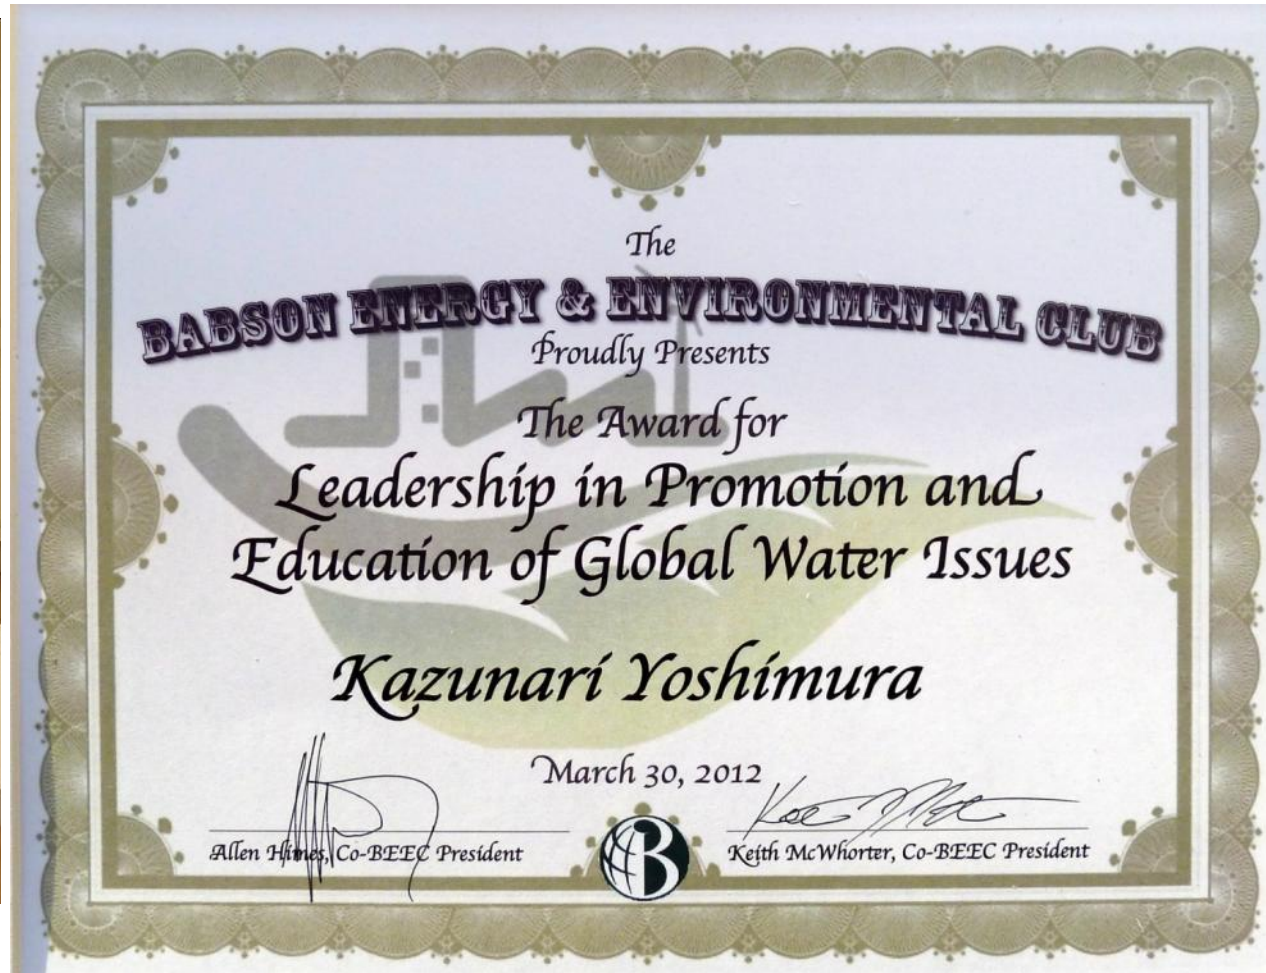 The
BABSON ENERGY & ENVIRONMENTAL CLUB
Proudly Presents
The Award for
Leadership in Promotion and
Education of Global Water Issues
Kazunari Yoshimura
March 30, 2012
Allen Himes, Co-BEEC President
Keith McWhorter, Co-BEEC President
B